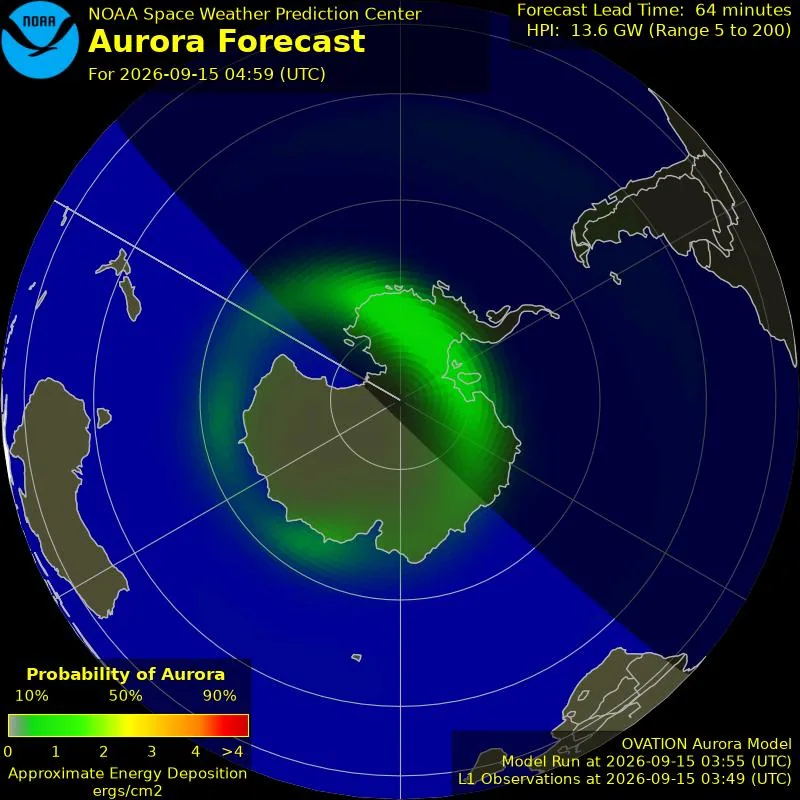 NOAA
NOAA Space Weather Prediction Center
Aurora Forecast
For 2026-09-15 04:59 (UTC)
Forecast Lead Time: 64 minutes
HPI: 13.6 GW (Range 5 to 200)
Probability of Aurora
10% 50% 90%
0 1 2 3 4 >4
Approximate Energy Deposition
ergs/cm2
OVATION Aurora Model
Model Run at 2026-09-15 03:55 (UTC)
L1 Observations at 2026-09-15 03:49 (UTC)